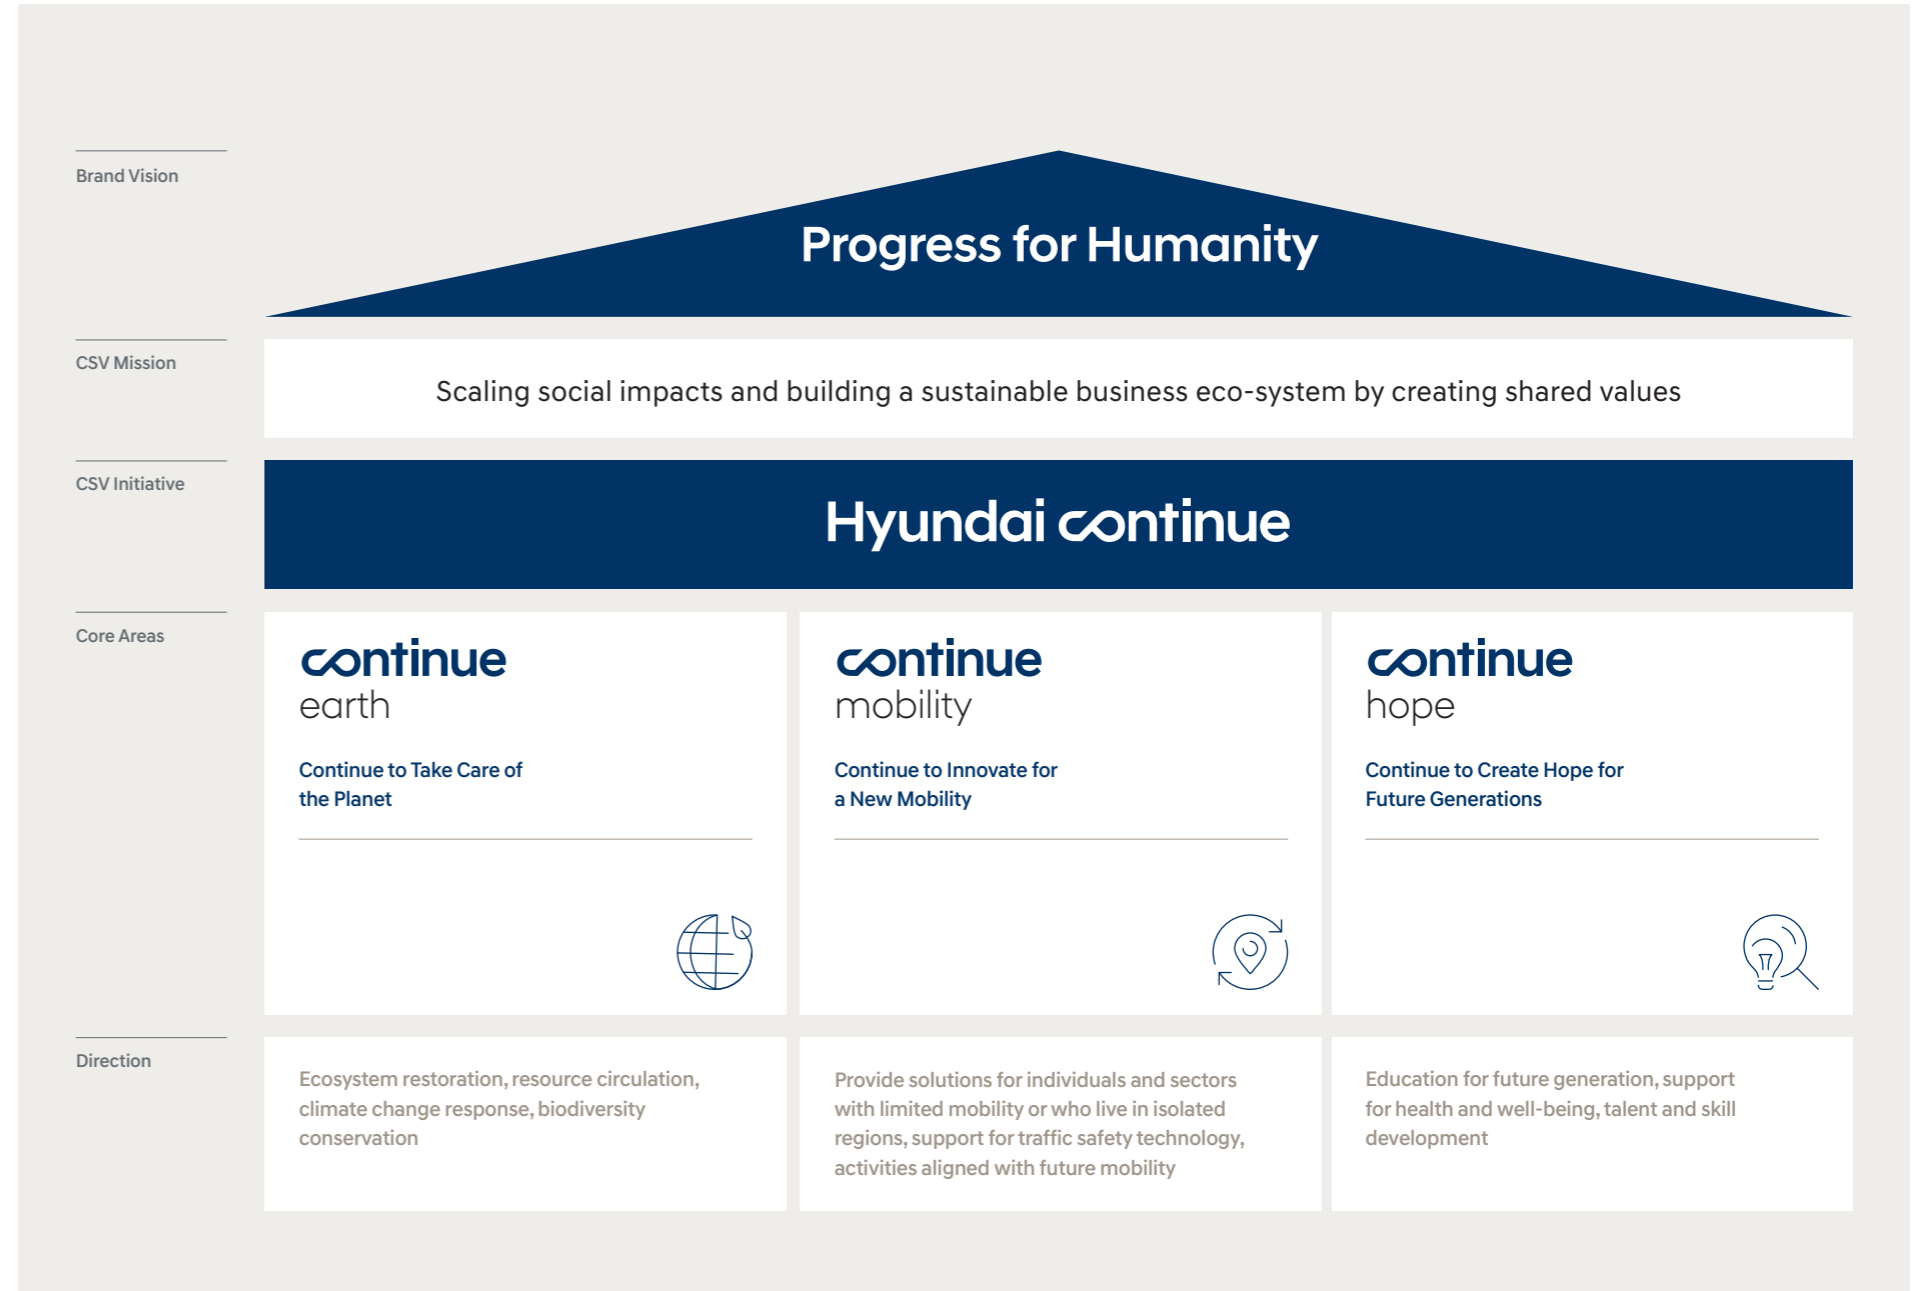 Brand Vision
Progress for Humanity
CSV Mission
Scaling social impacts and building a sustainable business eco-system by creating shared values
CSV Initiative
Hyundai continue
Core Areas
continue
earth
Continue to Take Care of
the Planet
continue
mobility
Continue to Innovate for
a New Mobility
continue
hope
Continue to Create Hope for
Future Generations
Direction
Ecosystem restoration, resource circulation,
climate change response, biodiversity
conservation
Provide solutions for individuals and sectors
with limited mobility or who live in isolated
regions, support for traffic safety technology,
activities aligned with future mobility
Education for future generation, support
for health and well-being, talent and skill
development